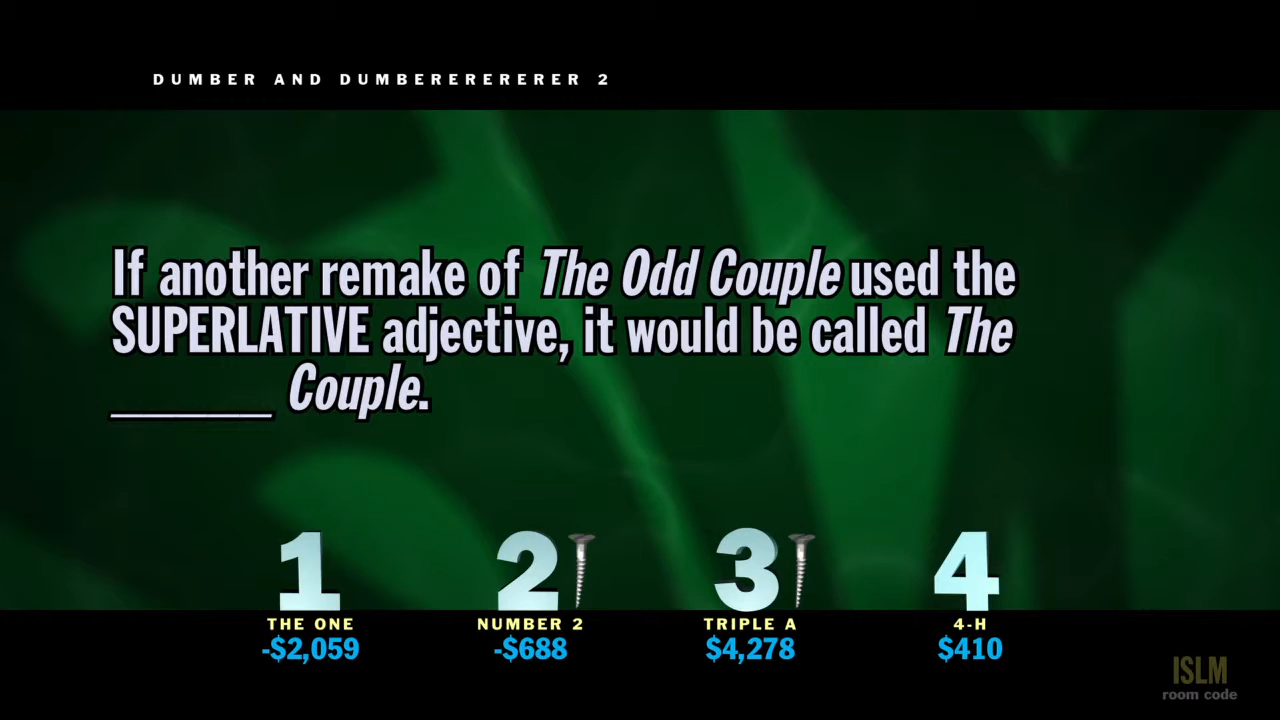 DUMBER AND DUMBERERERERER 2
If another remake of The Odd Couple used the
SUPERLATIVE adjective, it would be called The
_______ Couple.
1 2 3 4
THE ONE NUMBER 2 TRIPLE A 4-H
-$2,059 -$688 $4,278 $410
ISLM
room code